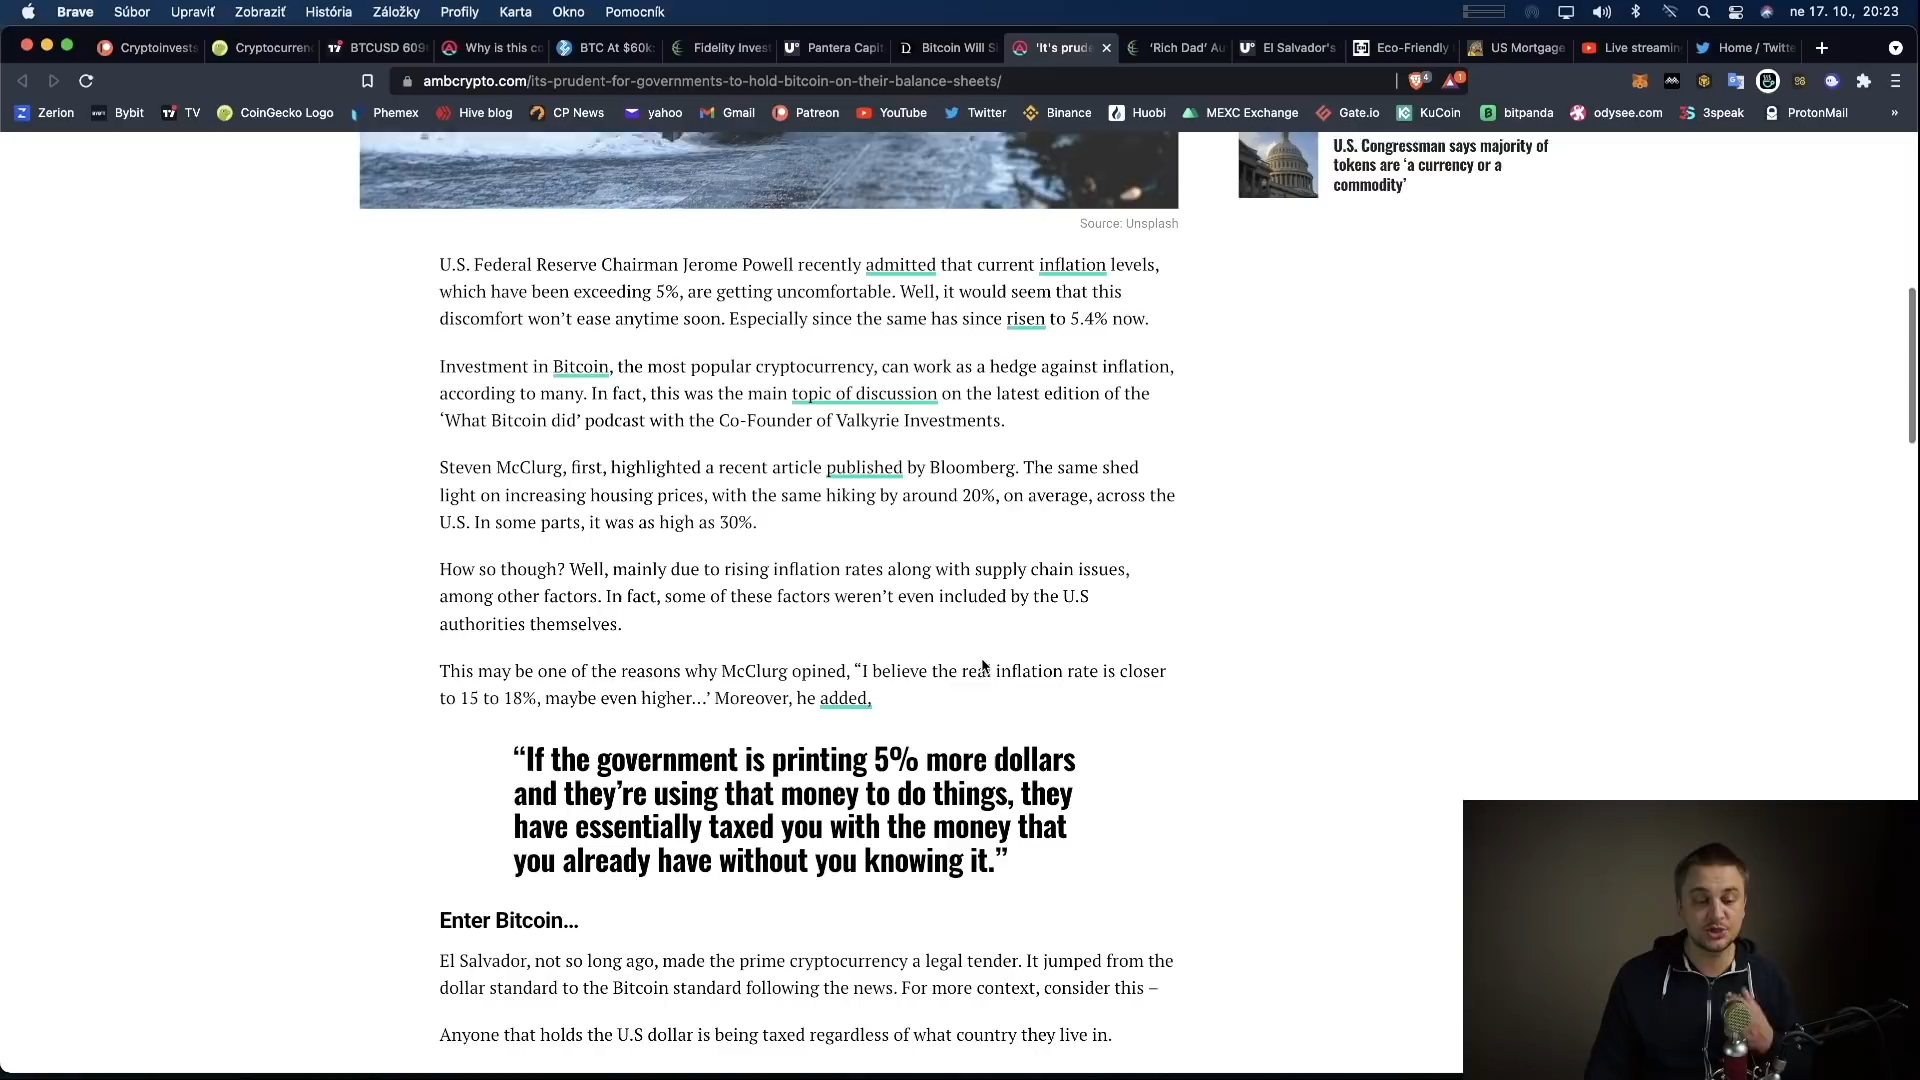 Brave Súbor Upraviť Zobraziť História Záložky Profily Karta Okno Pomocník ne 17. 10., 20:23
Cryptoinvest Cryptocurren BTCUSD 609 Why is this co BTC At $60k Fidelity Invest Pantera Capi Bitcoin Will S 'It's prud 'Rich Dad' Au El Salvador's Eco-Friendly US Mortgage Live streamin Home / Twitte
ambcrypto.com/its-prudent-for-governments-to-hold-bitcoin-on-their-balance-sheets/ 4 1
Zerion Bybit TV CoinGecko Logo Phemex Hive blog CP News yahoo Gmail Patreon YouTube Twitter Binance Huobi MEXC Exchange Gate.io KuCoin bitpanda odysee.com 3speak ProtonMail »
U.S. Congressman says majority of
tokens are ‘a currency or a
commodity’
Source: Unsplash
U.S. Federal Reserve Chairman Jerome Powell recently admitted that current inflation levels,
which have been exceeding 5%, are getting uncomfortable. Well, it would seem that this
discomfort won’t ease anytime soon. Especially since the same has since risen to 5.4% now.
Investment in Bitcoin, the most popular cryptocurrency, can work as a hedge against inflation,
according to many. In fact, this was the main topic of discussion on the latest edition of the
‘What Bitcoin did’ podcast with the Co-Founder of Valkyrie Investments.
Steven McClurg, first, highlighted a recent article published by Bloomberg. The same shed
light on increasing housing prices, with the same hiking by around 20%, on average, across the
U.S. In some parts, it was as high as 30%.
How so though? Well, mainly due to rising inflation rates along with supply chain issues,
among other factors. In fact, some of these factors weren’t even included by the U.S
authorities themselves.
This may be one of the reasons why McClurg opined, “I believe the real inflation rate is closer
to 15 to 18%, maybe even higher…’ Moreover, he added,
“If the government is printing 5% more dollars
and they’re using that money to do things, they
have essentially taxed you with the money that
you already have without you knowing it.”
Enter Bitcoin…
El Salvador, not so long ago, made the prime cryptocurrency a legal tender. It jumped from the
dollar standard to the Bitcoin standard following the news. For more context, consider this –
Anyone that holds the U.S dollar is being taxed regardless of what country they live in.